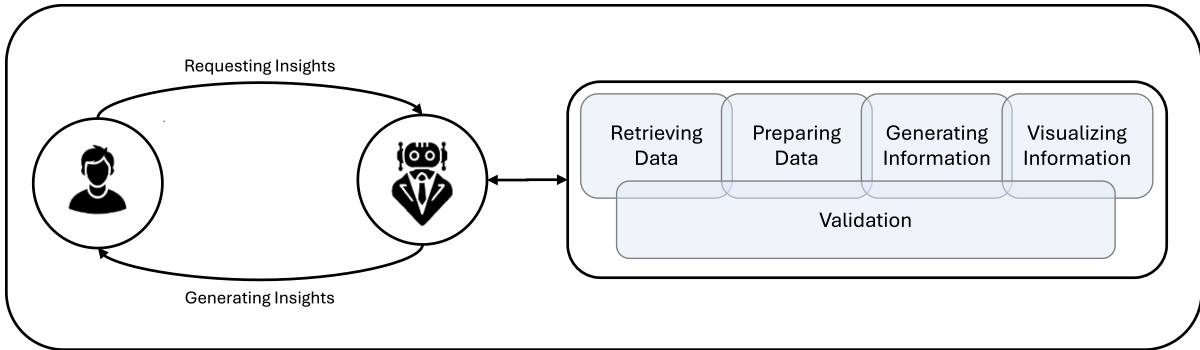 Requesting Insights
Retrieving
Data
Preparing
Data
Generating
Information
Visualizing
Information
Validation
Generating Insights